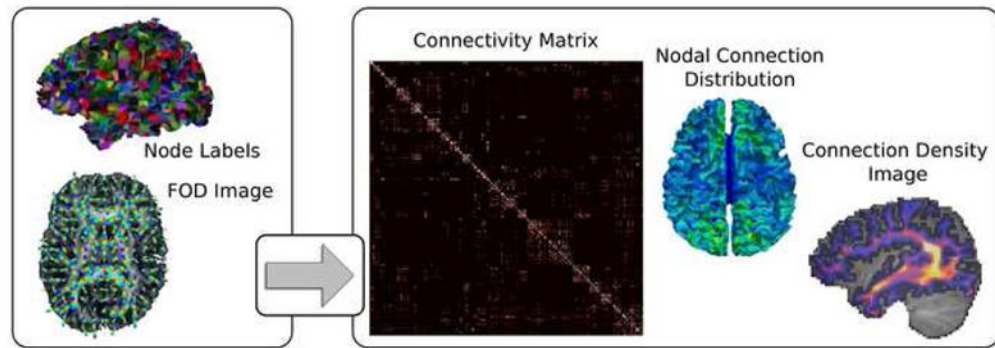 Node Labels
FOD Image
Connectivity Matrix
Nodal Connection
Distribution
Connection Density
Image